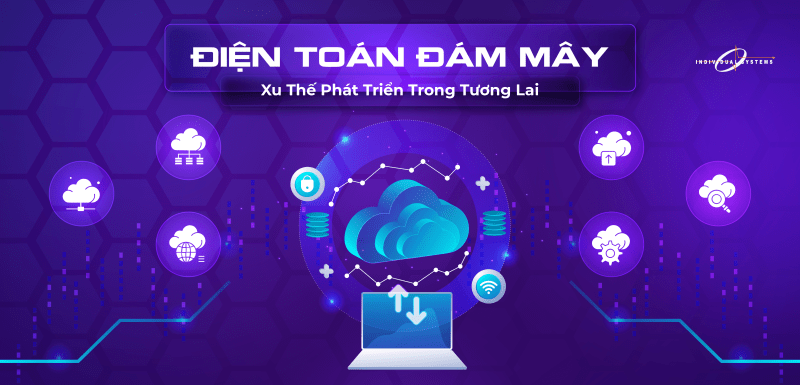 ĐIỆN TOÁN ĐÁM MÂY
Xu Thế Phát Triển Trong Tương Lai
INDIVIDUAL SYSTEMS